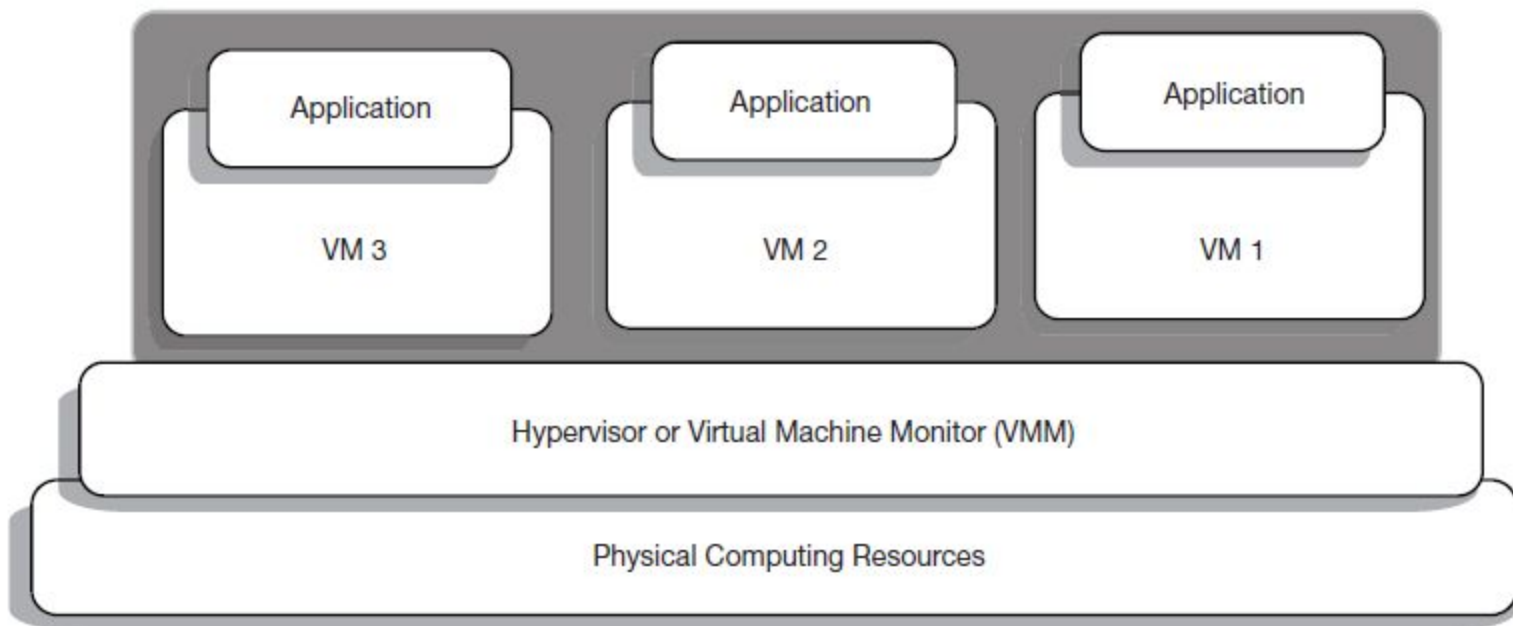 Application
Application
Application
VM 3
VM 2
VM 1
Hypervisor or Virtual Machine Monitor (VMM)
Physical Computing Resources